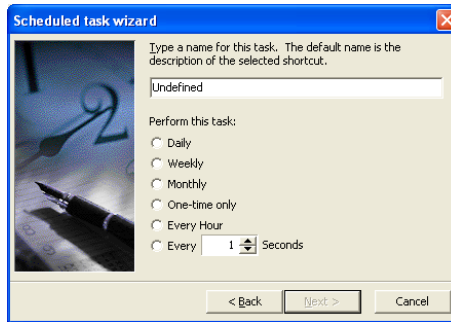 Scheduled task wizard
Type a name for this task. The default name is the
description of the selected shortcut.
Undefined
Perform this task:
Daily
Weekly
Monthly
One-time only
Every Hour
Every 1 Seconds
< Back Next > Cancel